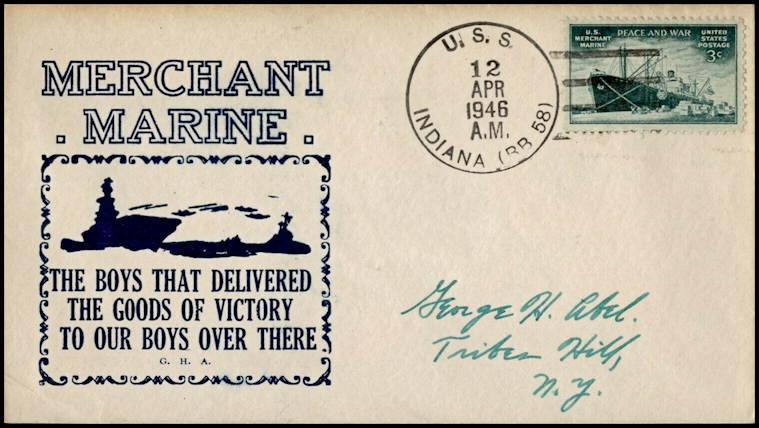 MERCHANT
. MARINE .
THE BOYS THAT DELIVERED
THE GOODS OF VICTORY
TO OUR BOYS OVER THERE
G. H. A.
U. S. S.
12
APR
1946
A.M.
INDIANA (BB 58)
U.S. MERCHANT MARINE
PEACE AND WAR
UNITED STATES POSTAGE
3¢
George H. Abel.
Tribes Hill,
N. Y.